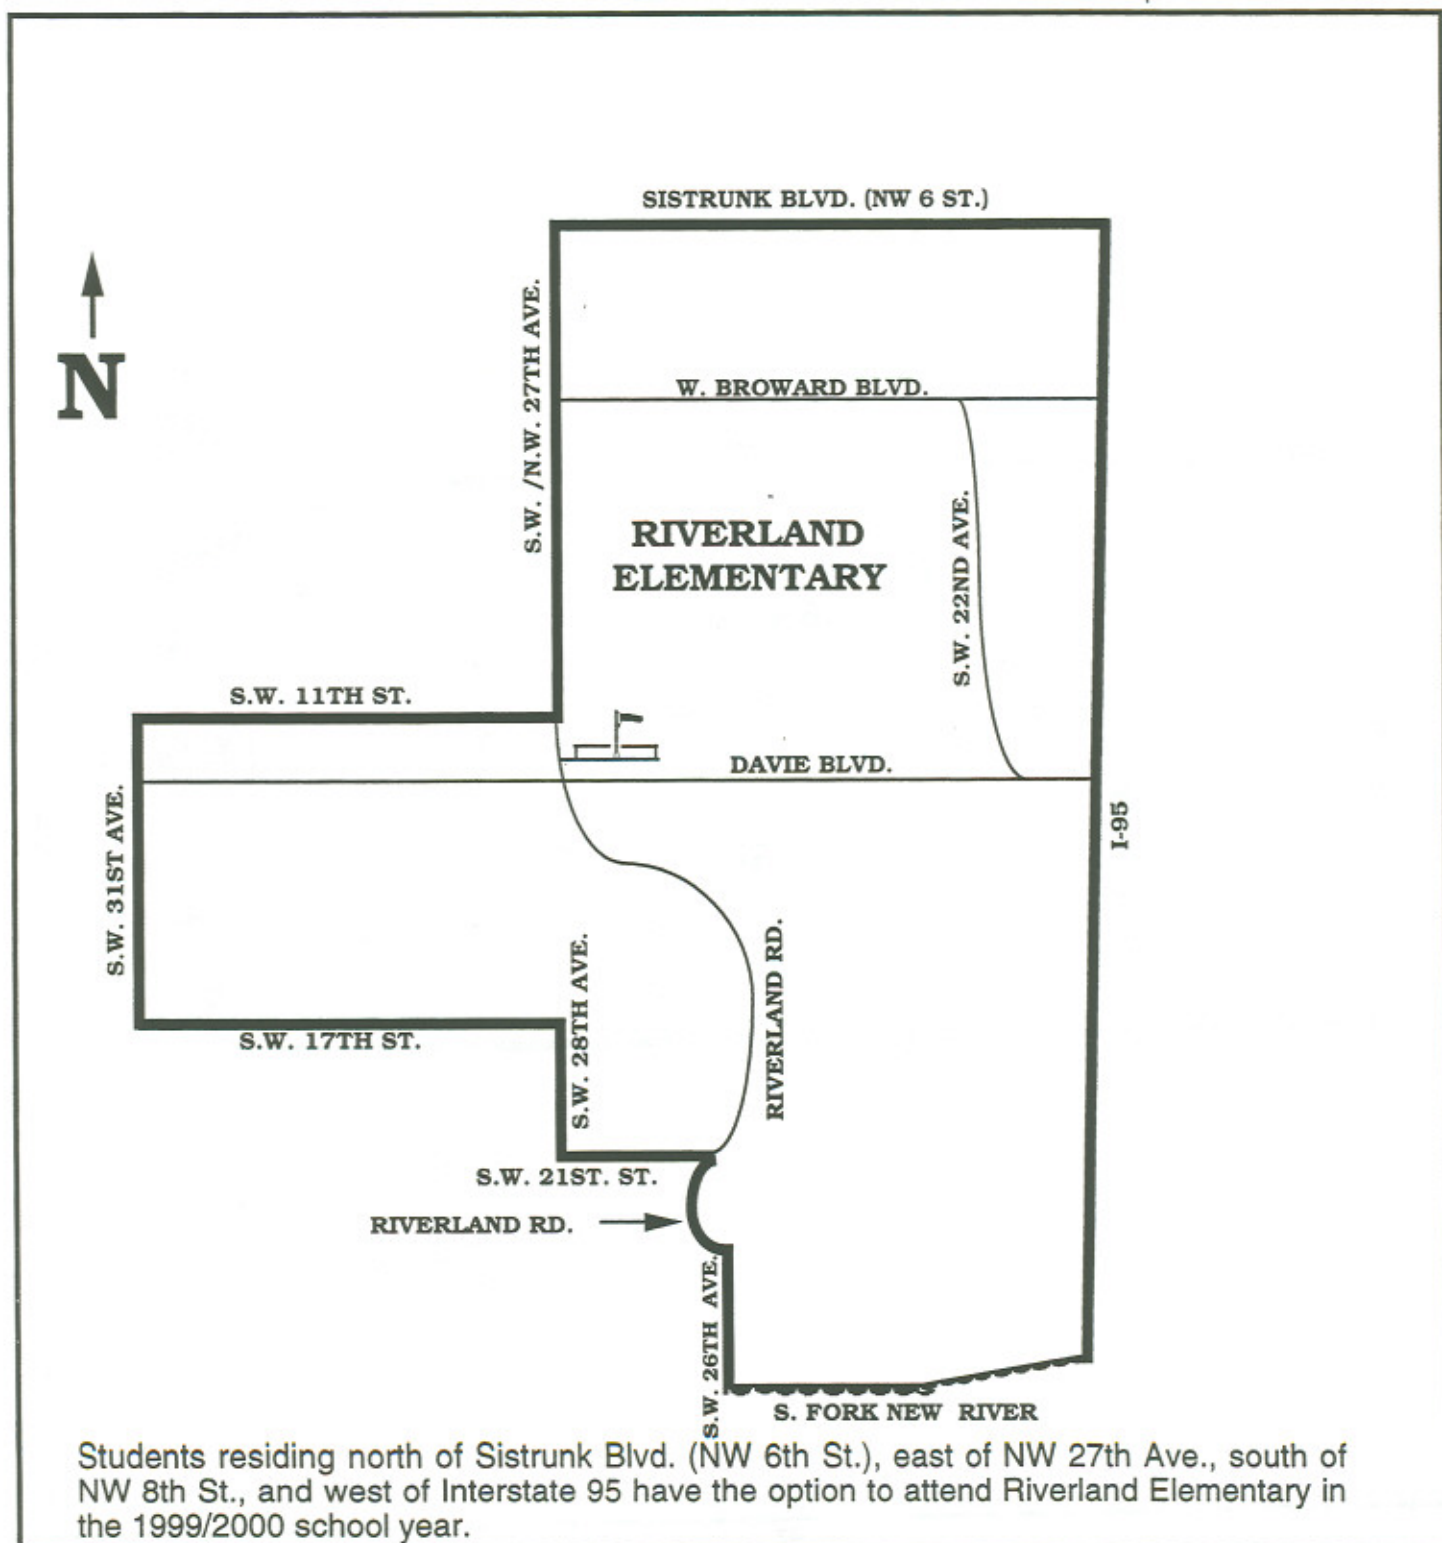 SISTRUNK BLVD. (NW 6 ST.)
N
S.W. /N.W. 27TH AVE.
W. BROWARD BLVD.
RIVERLAND
ELEMENTARY
S.W. 22ND AVE.
S.W. 11TH ST.
DAVIE BLVD.
I-95
S.W. 31ST AVE.
S.W. 28TH AVE.
RIVERLAND RD.
S.W. 17TH ST.
S.W. 21ST. ST.
RIVERLAND RD.
S.W. 26TH AVE.
S. FORK NEW RIVER
Students residing north of Sistrunk Blvd. (NW 6th St.), east of NW 27th Ave., south of
NW 8th St., and west of Interstate 95 have the option to attend Riverland Elementary in
the 1999/2000 school year.